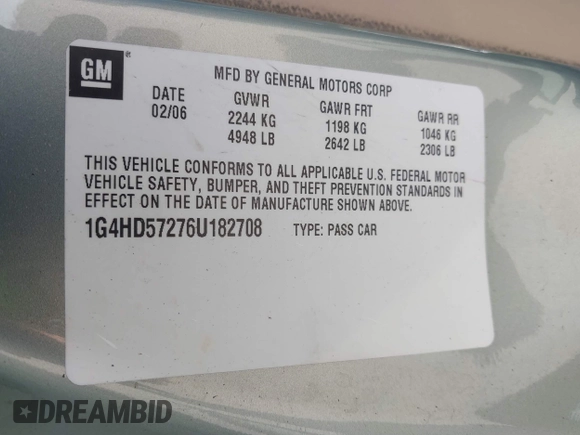 GM
MFD BY GENERAL MOTORS CORP
DATE GVWR GAWR FRT GAWR RR
02/06 2244 KG 1198 KG 1046 KG
4948 LB 2642 LB 2306 LB
THIS VEHICLE CONFORMS TO ALL APPLICABLE U.S. FEDERAL MOTOR
VEHICLE SAFETY, BUMPER, AND THEFT PREVENTION STANDARDS IN
EFFECT ON THE DATE OF MANUFACTURE SHOWN ABOVE.
1G4HD57276U182708 TYPE: PASS CAR
DREAMBID